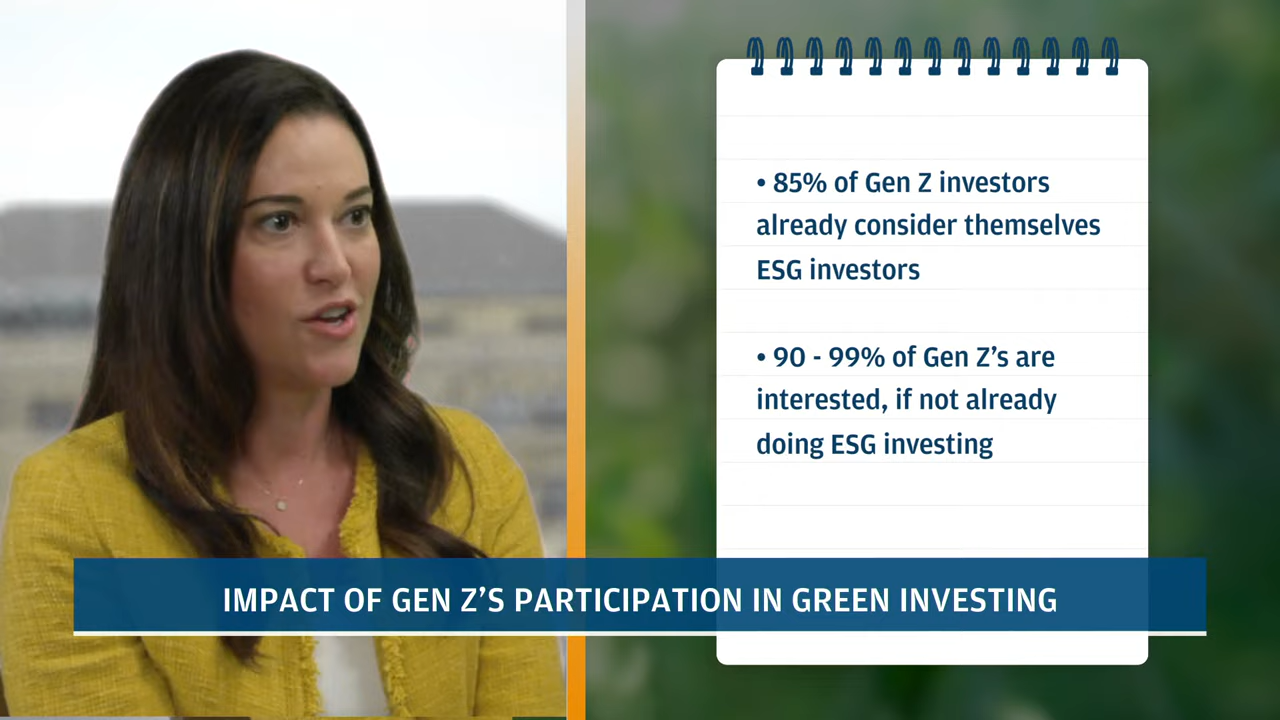 • 85% of Gen Z investors
already consider themselves
ESG investors
• 90 - 99% of Gen Z’s are
interested, if not already
doing ESG investing
IMPACT OF GEN Z’S PARTICIPATION IN GREEN INVESTING